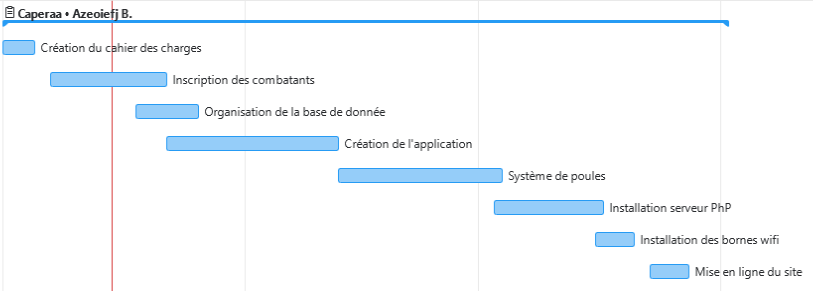 Caperaa • Azeoiefj B.
Création du cahier des charges
Inscription des combatants
Organisation de la base de donnée
Création de l'application
Système de poules
Installation serveur PhP
Installation des bornes wifi
Mise en ligne du site